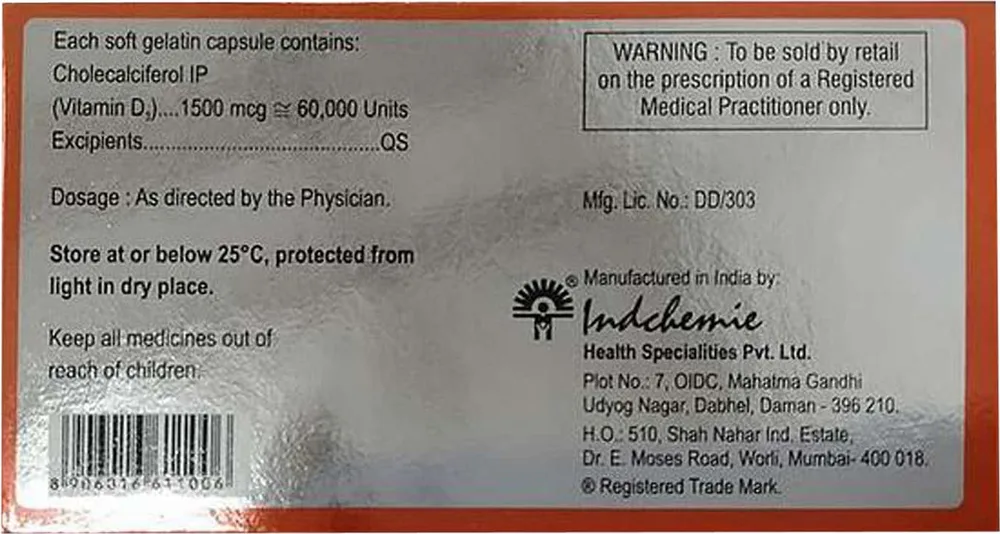 Each soft gelatin capsule contains:
Cholecalciferol IP
(Vitamin D₃)....1500 mcg ≅ 60,000 Units
Excipients.......................................QS
Dosage : As directed by the Physician.
Store at or below 25°C, protected from
light in dry place.
Keep all medicines out of
reach of children.
8 906016 611006
WARNING : To be sold by retail
on the prescription of a Registered
Medical Practitioner only.
Mfg. Lic. No.: DD/303
® Manufactured in India by:
Indchemie
Health Specialities Pvt. Ltd.
Plot No.: 7, OIDC, Mahatma Gandhi
Udyog Nagar, Dabhel, Daman - 396 210.
H.O.: 510, Shah Nahar Ind. Estate,
Dr. E. Moses Road, Worli, Mumbai- 400 018.
® Registered Trade Mark.